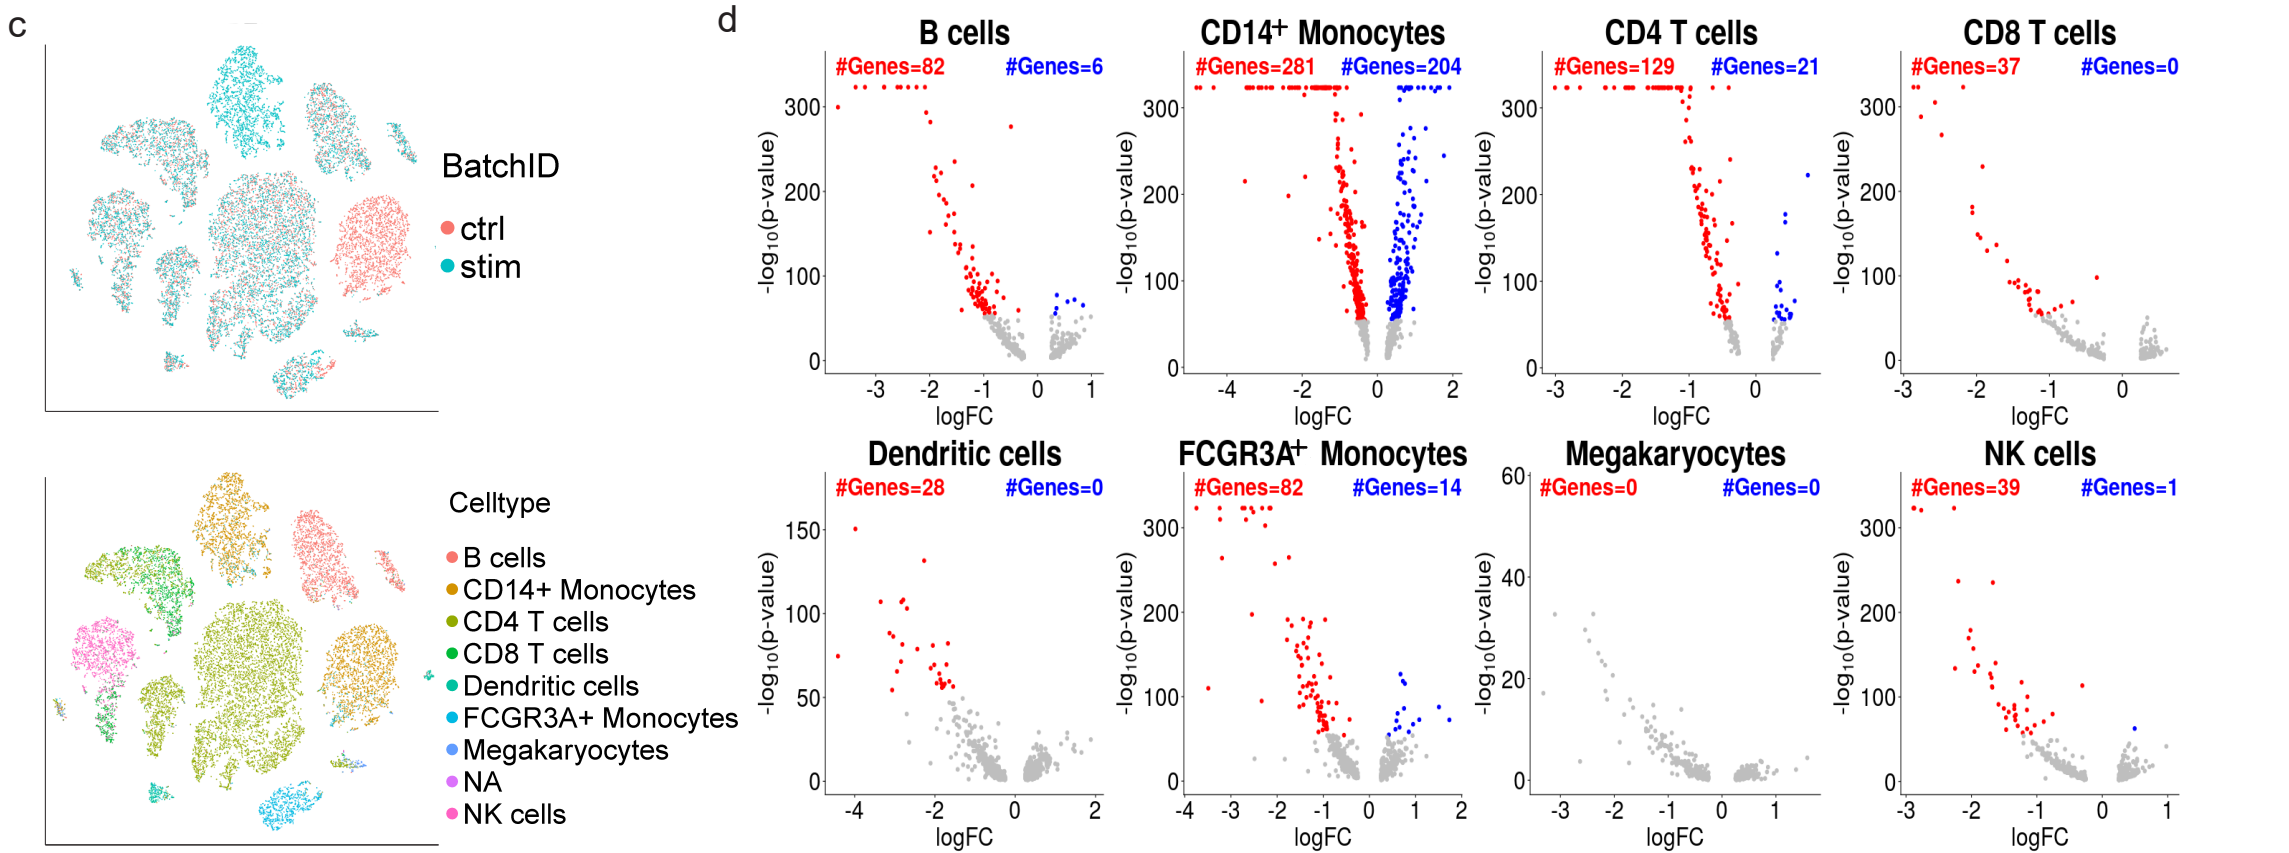 c
BatchID
ctrl
stim
Celltype
B cells
CD14+ Monocytes
CD4 T cells
CD8 T cells
Dendritic cells
FCGR3A+ Monocytes
Megakaryocytes
NA
NK cells
d
B cells
#Genes=82 #Genes=6
-log10(p-value)
300
200
100
0
-3 -2 -1 0 1
logFC
CD14+ Monocytes
#Genes=281 #Genes=204
-log10(p-value)
300
200
100
0
-4 -2 0 2
logFC
CD4 T cells
#Genes=129 #Genes=21
-log10(p-value)
300
200
100
0
-3 -2 -1 0
logFC
CD8 T cells
#Genes=37 #Genes=0
-log10(p-value)
300
200
100
0
-3 -2 -1 0
logFC
Dendritic cells
#Genes=28 #Genes=0
-log10(p-value)
150
100
50
0
-4 -2 0 2
logFC
FCGR3A+ Monocytes
#Genes=82 #Genes=14
-log10(p-value)
300
200
100
0
-4 -3 -2 -1 0 1 2
logFC
Megakaryocytes
#Genes=0 #Genes=0
-log10(p-value)
60
40
20
0
-3 -2 -1 0 1
logFC
NK cells
#Genes=39 #Genes=1
-log10(p-value)
300
200
100
0
-3 -2 -1 0 1
logFC